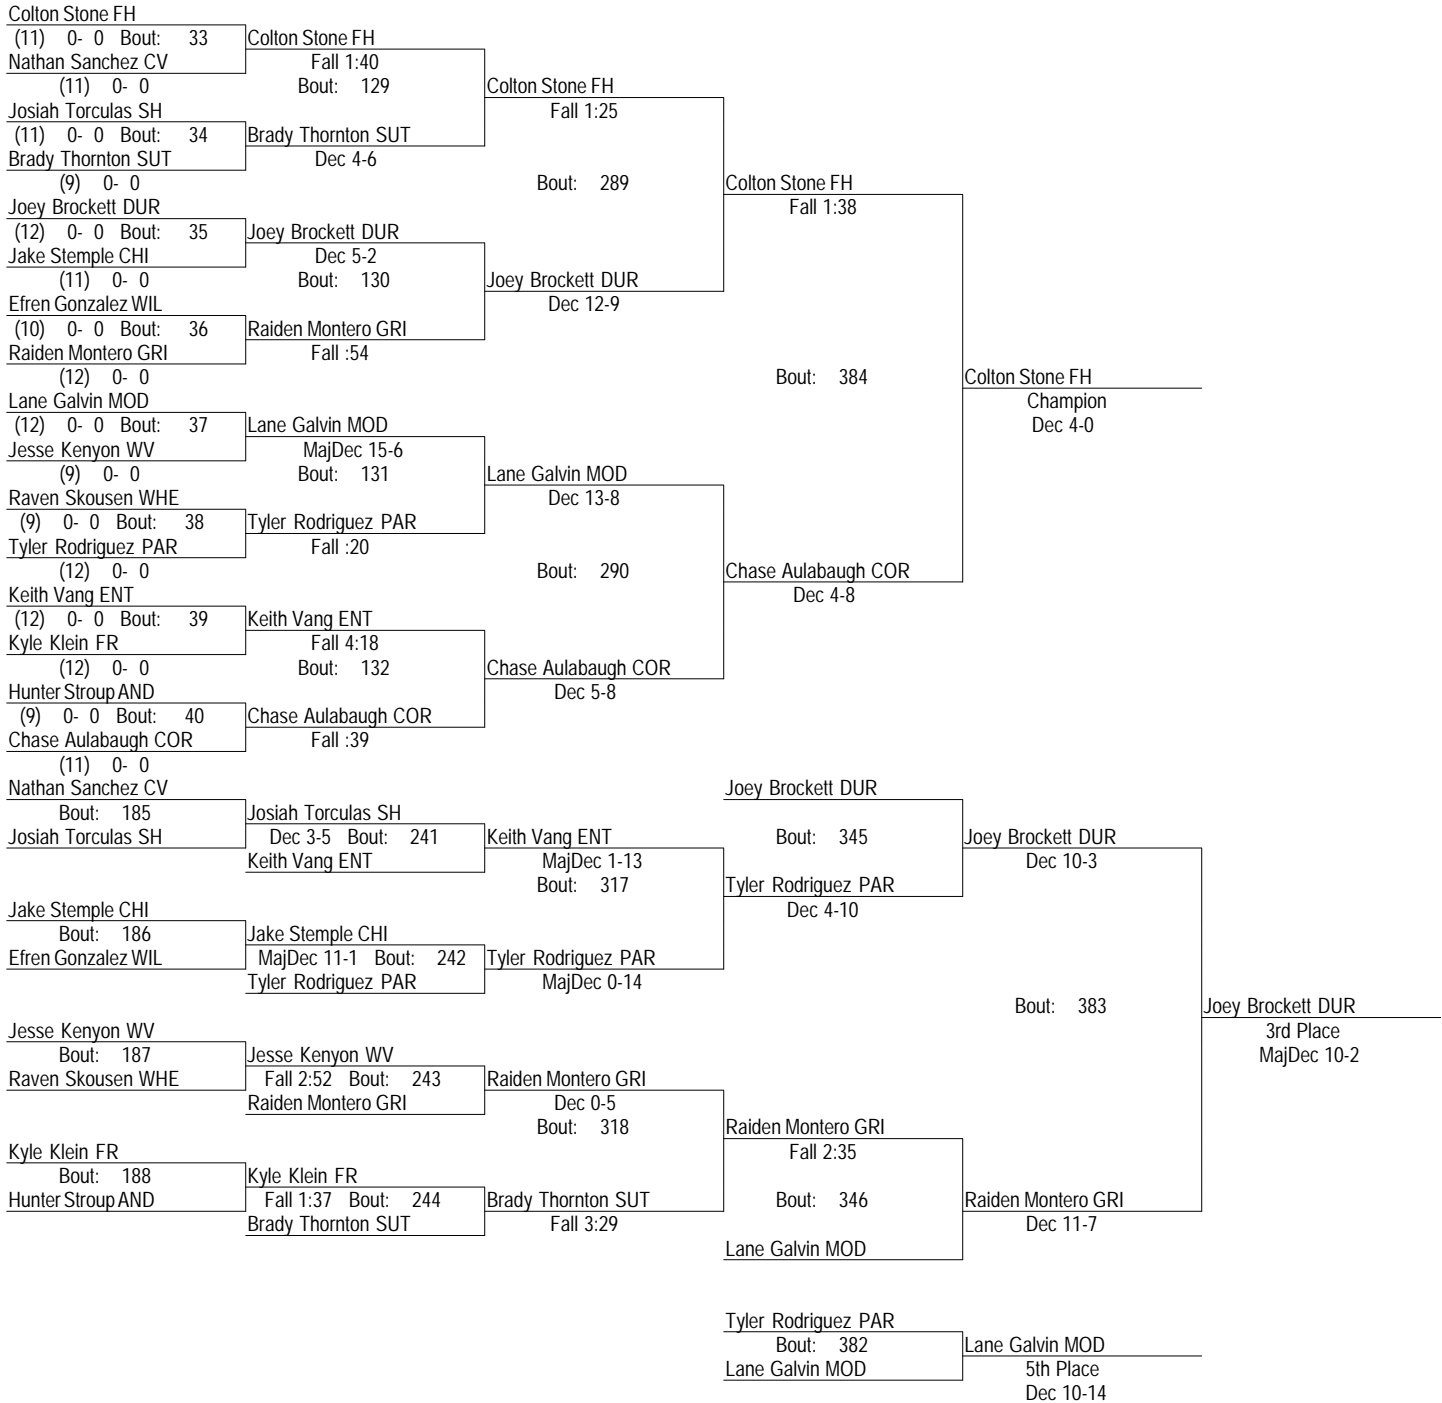 Colton Stone FH
(11) 0- 0 Bout: 33 Colton Stone FH
Nathan Sanchez CV Fall 1:40
(11) 0- 0 Bout: 129 Colton Stone FH
Josiah Torculas SH Fall 1:25
(11) 0- 0 Bout: 34 Brady Thornton SUT
Brady Thornton SUT Dec 4-6
(9) 0- 0 Bout: 289 Colton Stone FH
Joey Brockett DUR Fall 1:38
(12) 0- 0 Bout: 35 Joey Brockett DUR
Jake Stemple CHI Dec 5-2
(11) 0- 0 Bout: 130 Joey Brockett DUR
Efren Gonzalez WIL Dec 12-9
(10) 0- 0 Bout: 36 Raiden Montero GRI
Raiden Montero GRI Fall :54
(12) 0- 0 Bout: 384 Colton Stone FH
Lane Galvin MOD Champion
(12) 0- 0 Bout: 37 Lane Galvin MOD Dec 4-0
Jesse Kenyon WV MajDec 15-6
(9) 0- 0 Bout: 131 Lane Galvin MOD
Raven Skousen WHE Dec 13-8
(9) 0- 0 Bout: 38 Tyler Rodriguez PAR
Tyler Rodriguez PAR Fall :20
(12) 0- 0 Bout: 290 Chase Aulabaugh COR
Keith Vang ENT Dec 4-8
(12) 0- 0 Bout: 39 Keith Vang ENT
Kyle Klein FR Fall 4:18
(12) 0- 0 Bout: 132 Chase Aulabaugh COR
Hunter Stroup AND Dec 5-8
(9) 0- 0 Bout: 40 Chase Aulabaugh COR
Chase Aulabaugh COR Fall :39
(11) 0- 0
Nathan Sanchez CV Joey Brockett DUR
Bout: 185 Josiah Torculas SH
Josiah Torculas SH Dec 3-5 Bout: 241 Keith Vang ENT Bout: 345 Joey Brockett DUR
Keith Vang ENT MajDec 1-13 Dec 10-3
Bout: 317 Tyler Rodriguez PAR
Jake Stemple CHI Dec 4-10
Bout: 186 Jake Stemple CHI
Efren Gonzalez WIL MajDec 11-1 Bout: 242 Tyler Rodriguez PAR
Tyler Rodriguez PAR MajDec 0-14
Bout: 383 Joey Brockett DUR
Jesse Kenyon WV 3rd Place
Bout: 187 Jesse Kenyon WV MajDec 10-2
Raven Skousen WHE Fall 2:52 Bout: 243 Raiden Montero GRI
Raiden Montero GRI Dec 0-5
Bout: 318 Raiden Montero GRI
Kyle Klein FR Fall 2:35
Bout: 188 Kyle Klein FR
Hunter Stroup AND Fall 1:37 Bout: 244 Brady Thornton SUT Bout: 346 Raiden Montero GRI
Brady Thornton SUT Fall 3:29 Dec 11-7
Lane Galvin MOD
Tyler Rodriguez PAR
Bout: 382 Lane Galvin MOD
Lane Galvin MOD 5th Place
Dec 10-14